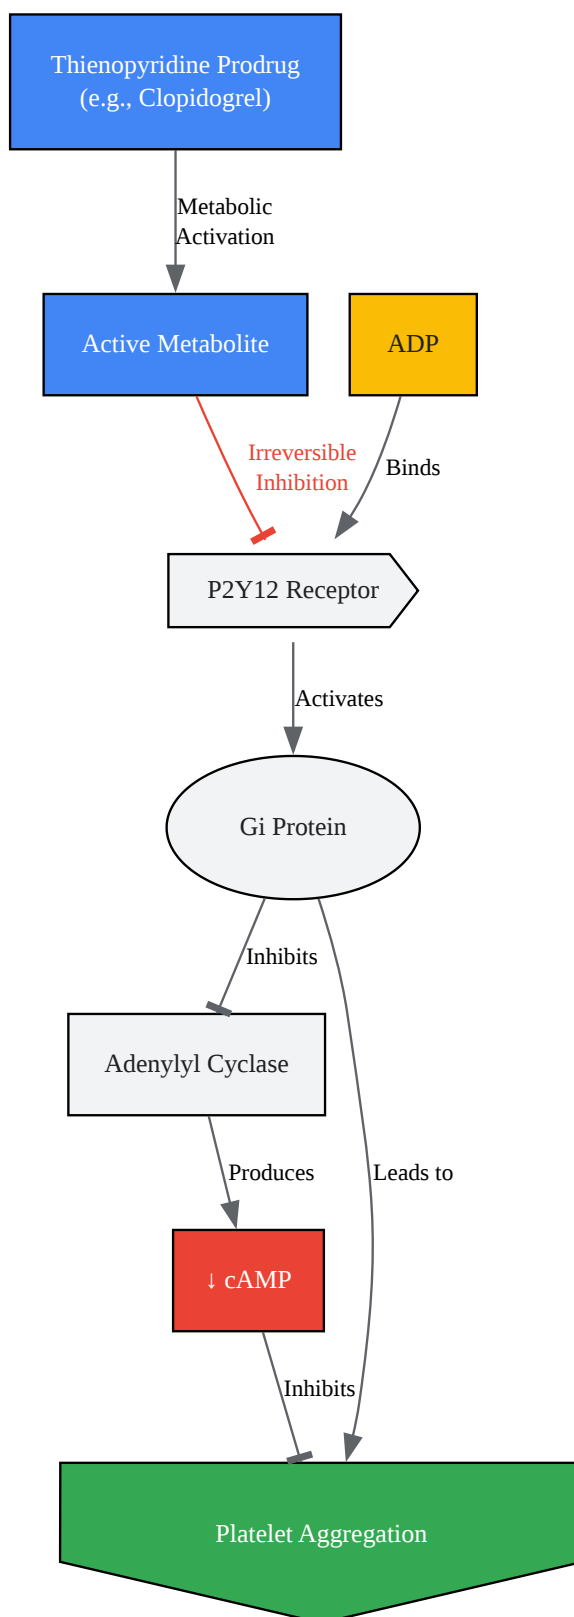 Thienopyridine Prodrug
(e.g., Clopidogrel)
Metabolic
Activation
Active Metabolite
ADP
Irreversible
Inhibition
Binds
P2Y12 Receptor
Activates
Gi Protein
Inhibits
Adenylyl Cyclase
Produces
Leads to
↓ cAMP
Inhibits
Platelet Aggregation